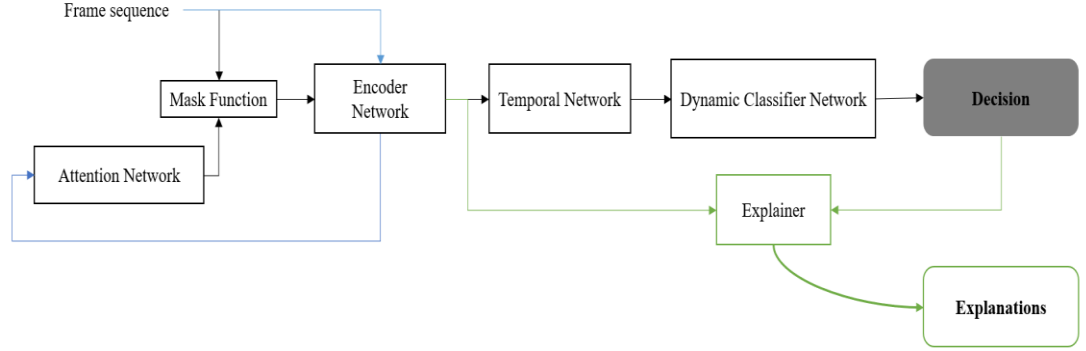 Frame sequence
Mask Function
Encoder
Network
Temporal Network
Dynamic Classifier Network
Decision
Attention Network
Explainer
Explanations